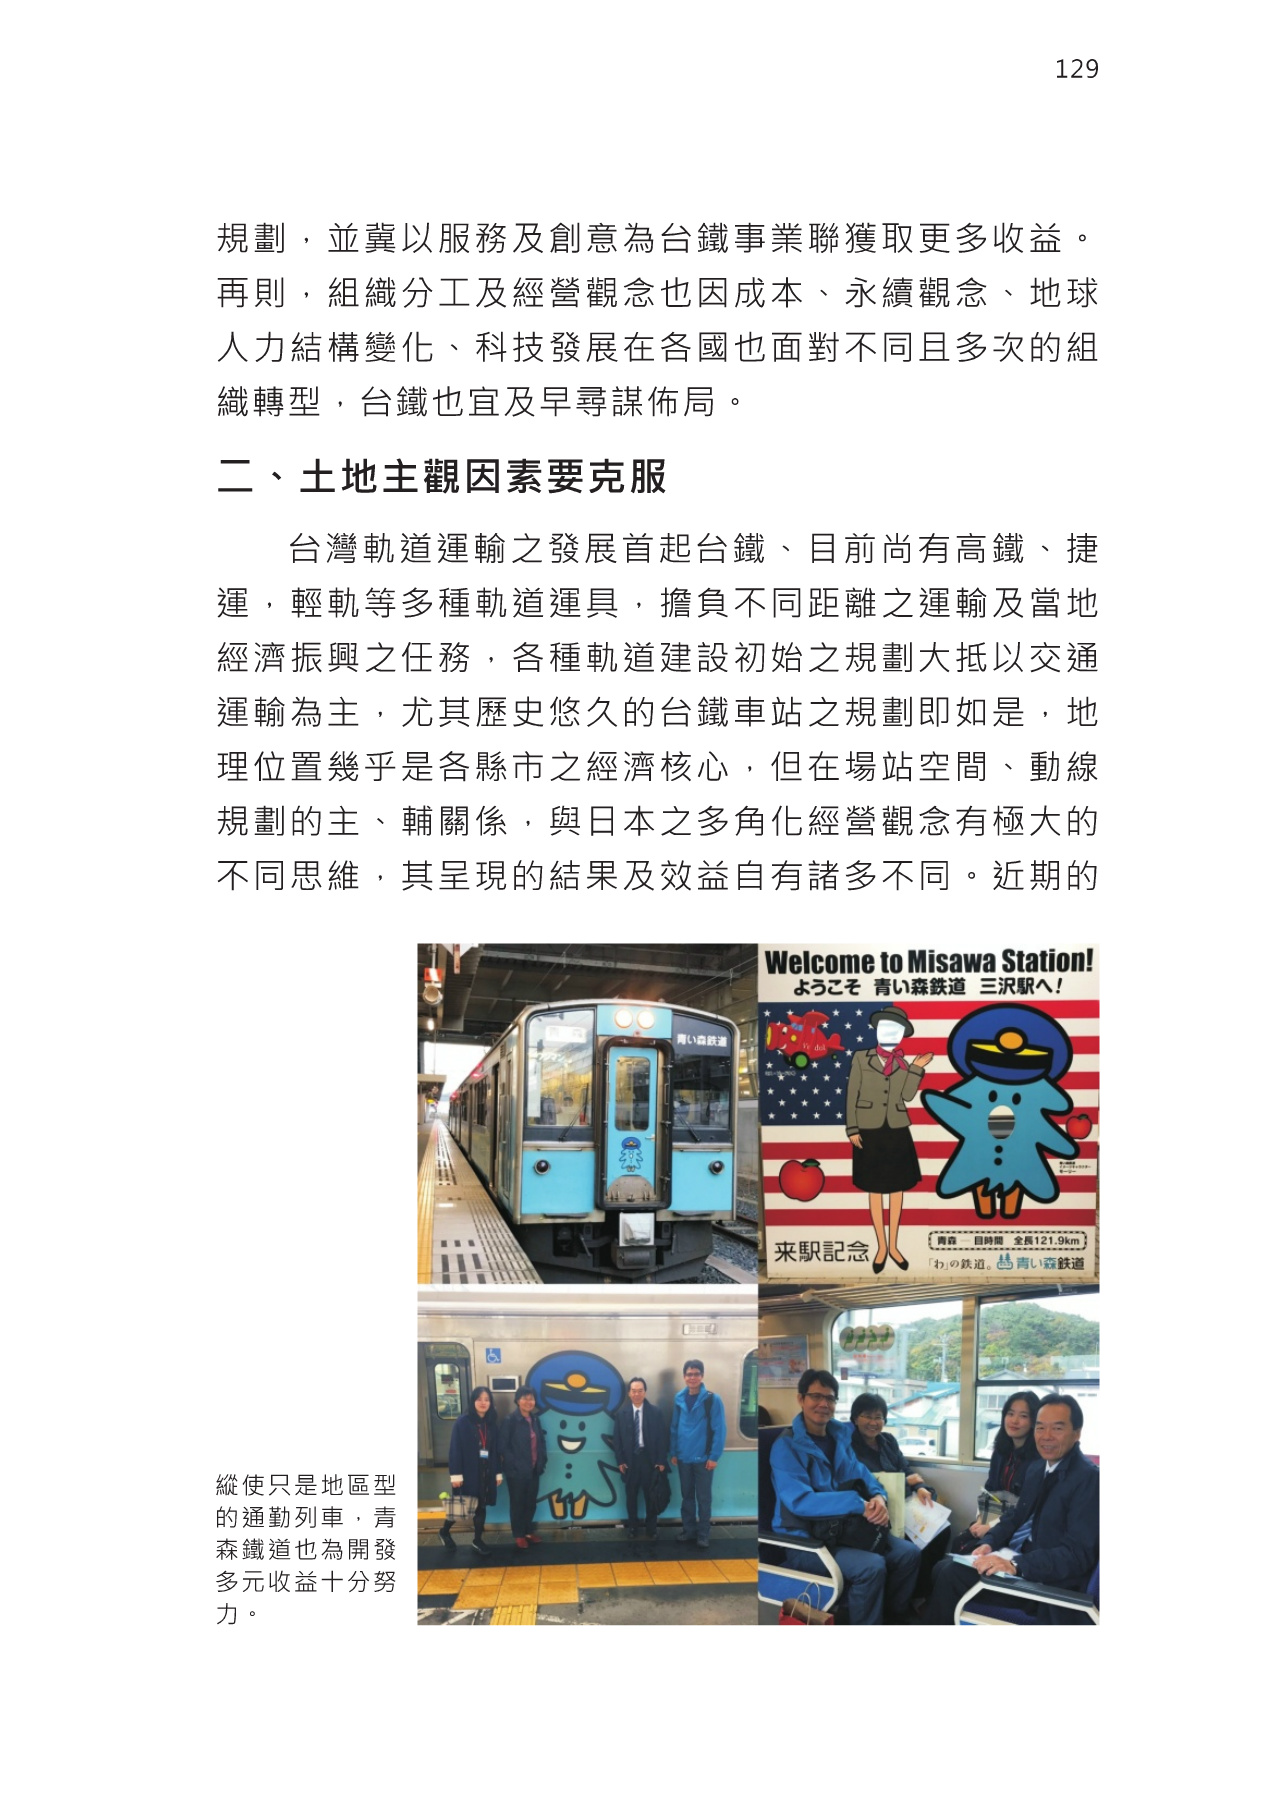 129
規劃，並冀以服務及創意為台鐵事業聯獲取更多收益。
再則，組織分工及經營觀念也因成本、永續觀念、地球
人力結構變化、科技發展在各國也面對不同且多次的組
織轉型，台鐵也宜及早尋謀佈局。
二、土地主觀因素要克服
台灣軌道運輸之發展首起台鐵、目前尚有高鐵、捷
運，輕軌等多種軌道運具，擔負不同距離之運輸及當地
經濟振興之任務，各種軌道建設初始之規劃大抵以交通
運輸為主，尤其歷史悠久的台鐵車站之規劃即如是，地
理位置幾乎是各縣市之經濟核心，但在場站空間、動線
規劃的主、輔關係，與日本之多角化經營觀念有極大的
不同思維，其呈現的結果及效益自有諸多不同。近期的
青い森鉄道
Welcome to Misawa Station!
ようこそ 青い森鉄道 三沢駅へ!
来駅記念
青森—目時間 全長121.9km
「わ」の鉄道。青い森鉄道
縱使只是地區型
的通勤列車，青
森鐵道也為開發
多元收益十分努
力。